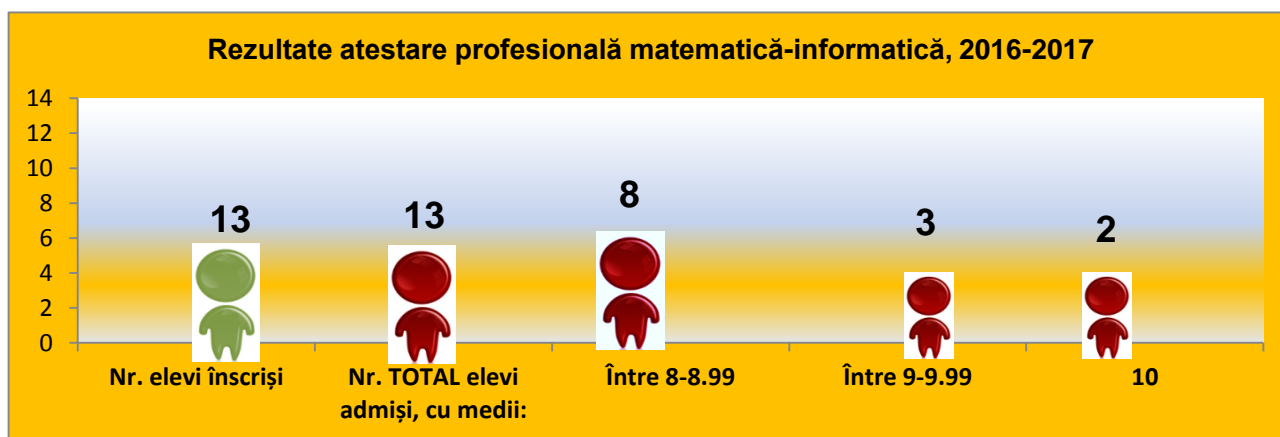 Rezultate atestare profesională matematică-informatică, 2016-2017
14
12
10
8
6
4
2
0
13
13
8
3
2
Nr. elevi înscriși
Nr. TOTAL elevi
admiși, cu medii:
Între 8-8.99
Între 9-9.99
10